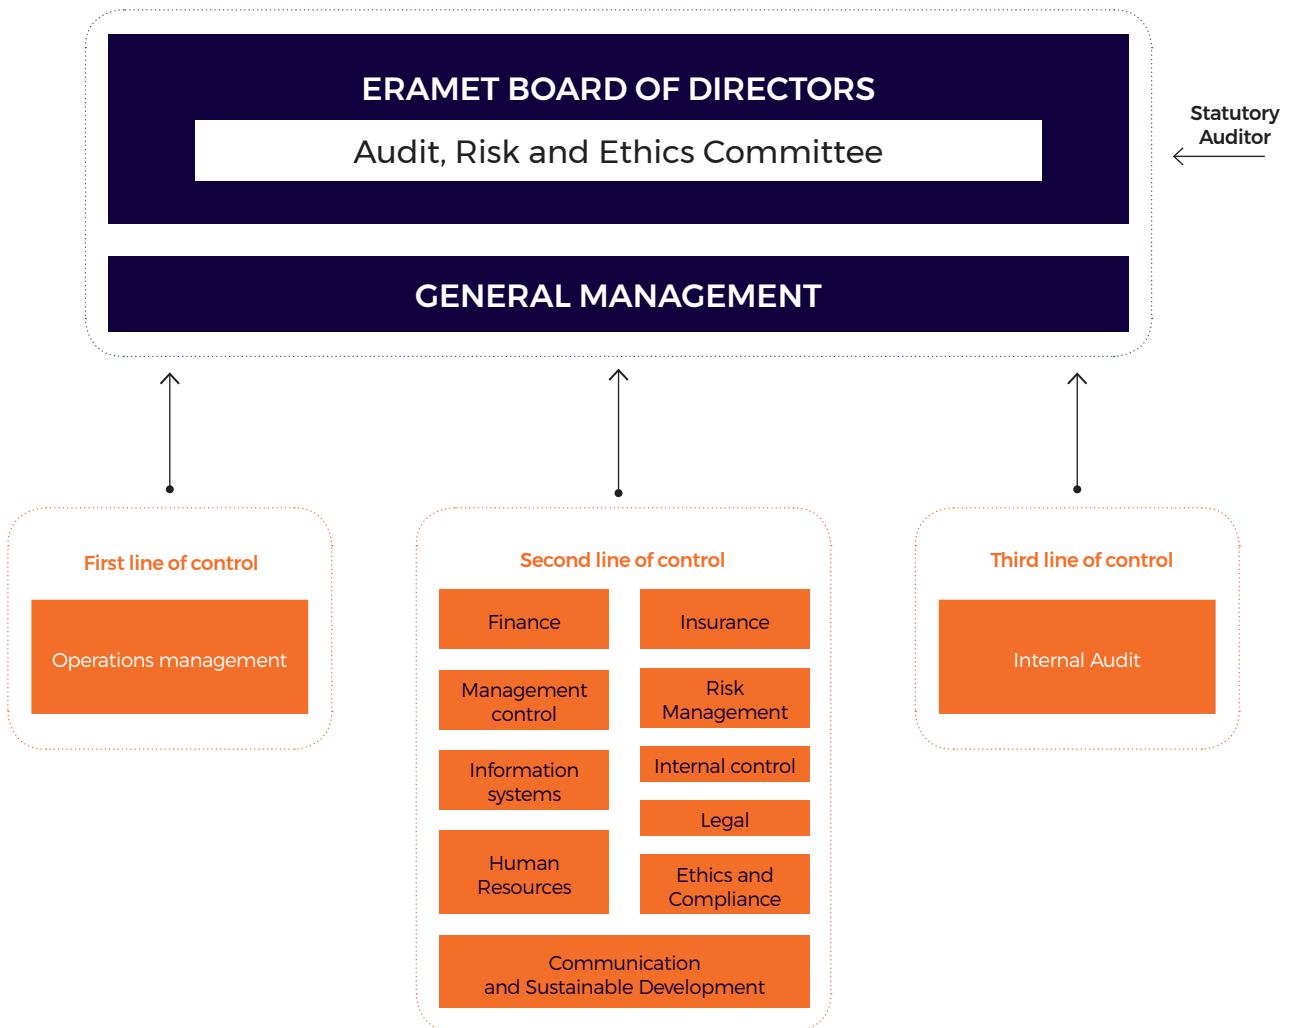 ERAMET BOARD OF DIRECTORS
Audit, Risk and Ethics Committee
Statutory
Auditor
GENERAL MANAGEMENT
First line of control
Operations management
Second line of control
Finance
Insurance
Management
control
Risk
Management
Information
systems
Internal control
Legal
Human
Resources
Ethics and
Compliance
Communication
and Sustainable Development
Third line of control
Internal Audit